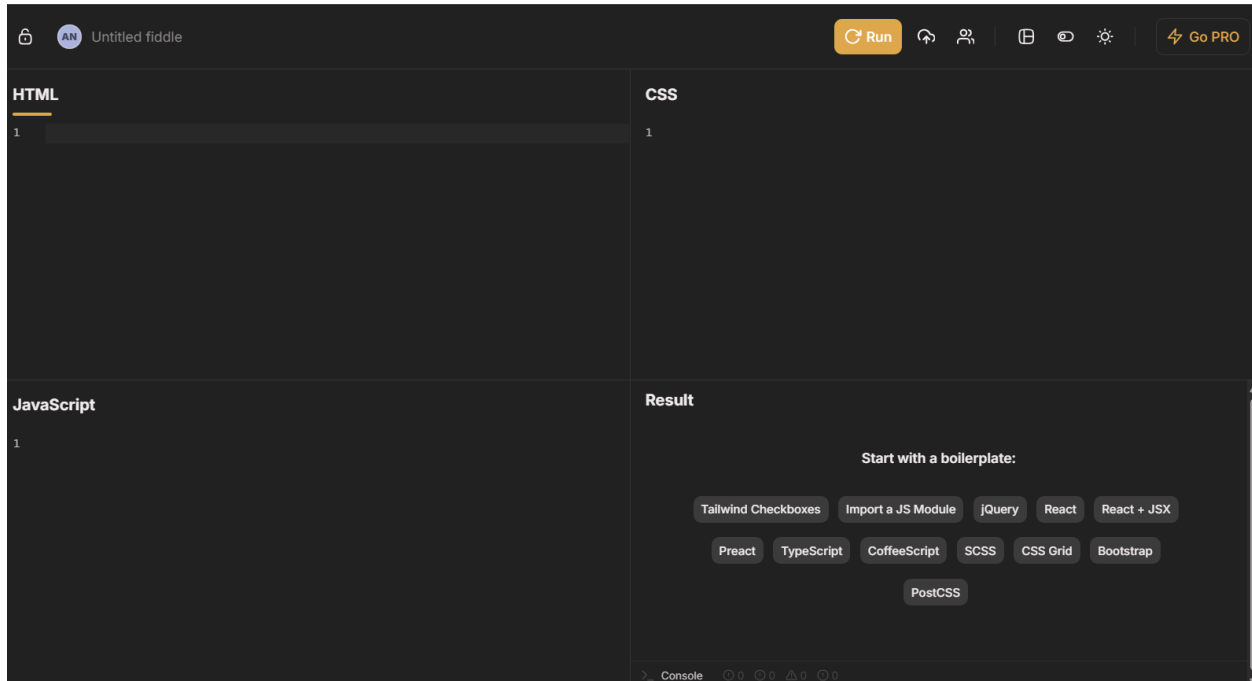 AN Untitled fiddle Run Go PRO
HTML
1
CSS
1
JavaScript
1
Result
Start with a boilerplate:
Tailwind Checkboxes Import a JS Module jQuery React React + JSX
Preact TypeScript CoffeeScript SCSS CSS Grid Bootstrap
PostCSS
>_ Console 0 0 0 0